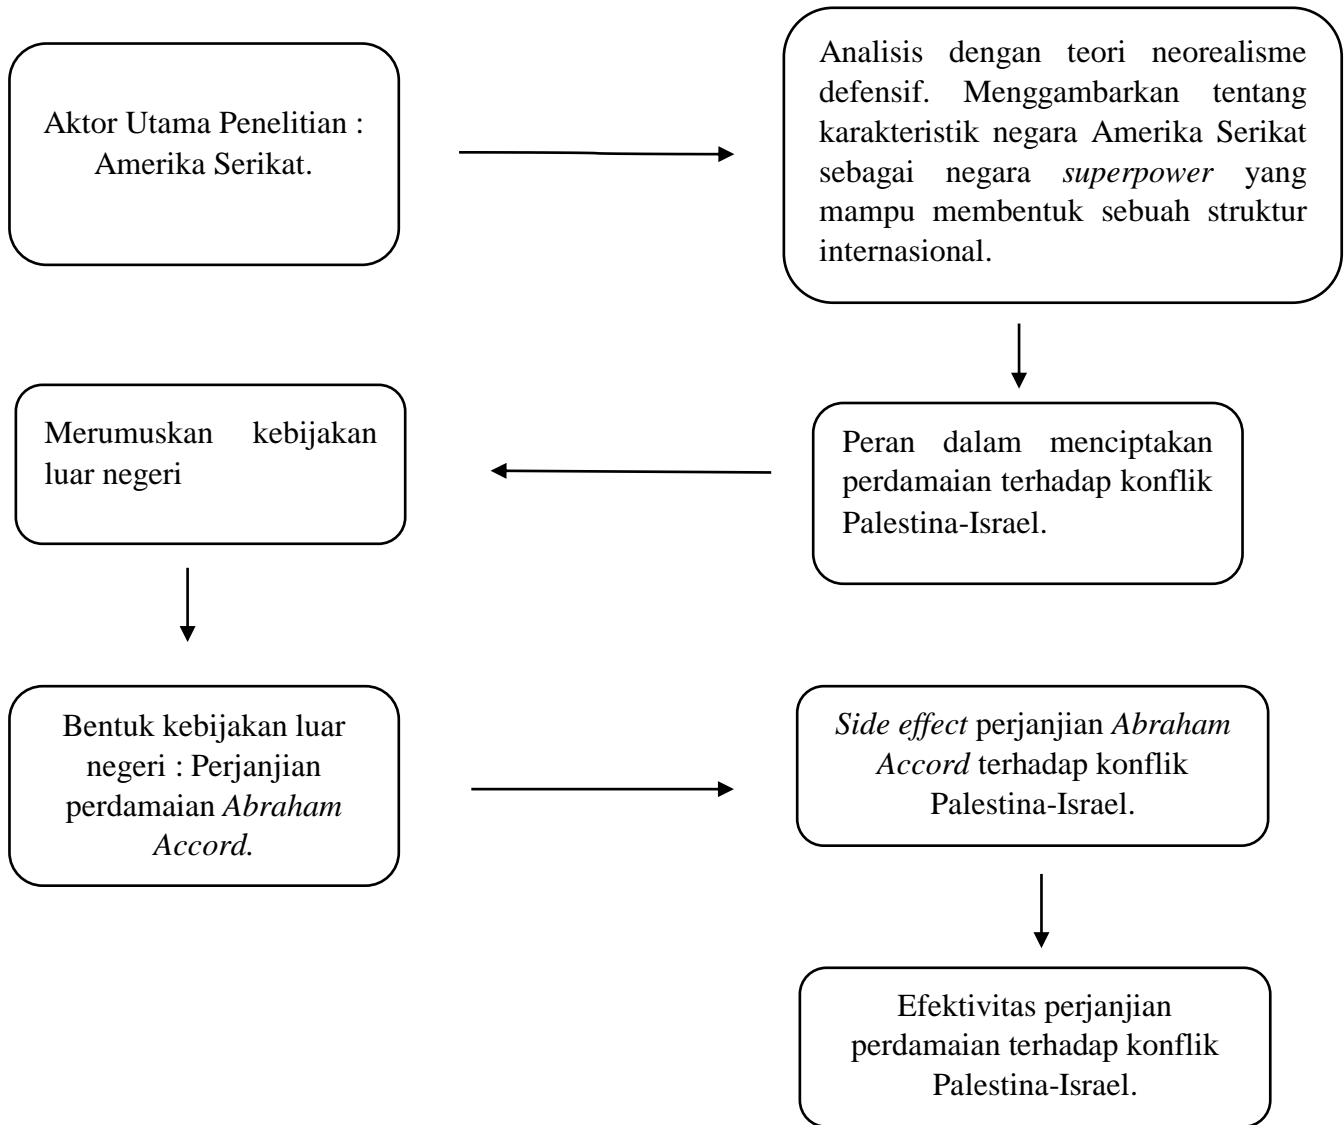 Aktor Utama Penelitian :
Amerika Serikat.
Analisis dengan teori neorealisme
defensif. Menggambarkan tentang
karakteristik negara Amerika Serikat
sebagai negara superpower yang
mampu membentuk sebuah struktur
internasional.
Peran dalam menciptakan
perdamaian terhadap konflik
Palestina-Israel.
Merumuskan kebijakan
luar negeri
Bentuk kebijakan luar
negeri : Perjanjian
perdamaian Abraham
Accord.
Side effect perjanjian Abraham
Accord terhadap konflik
Palestina-Israel.
Efektivitas perjanjian
perdamaian terhadap konflik
Palestina-Israel.